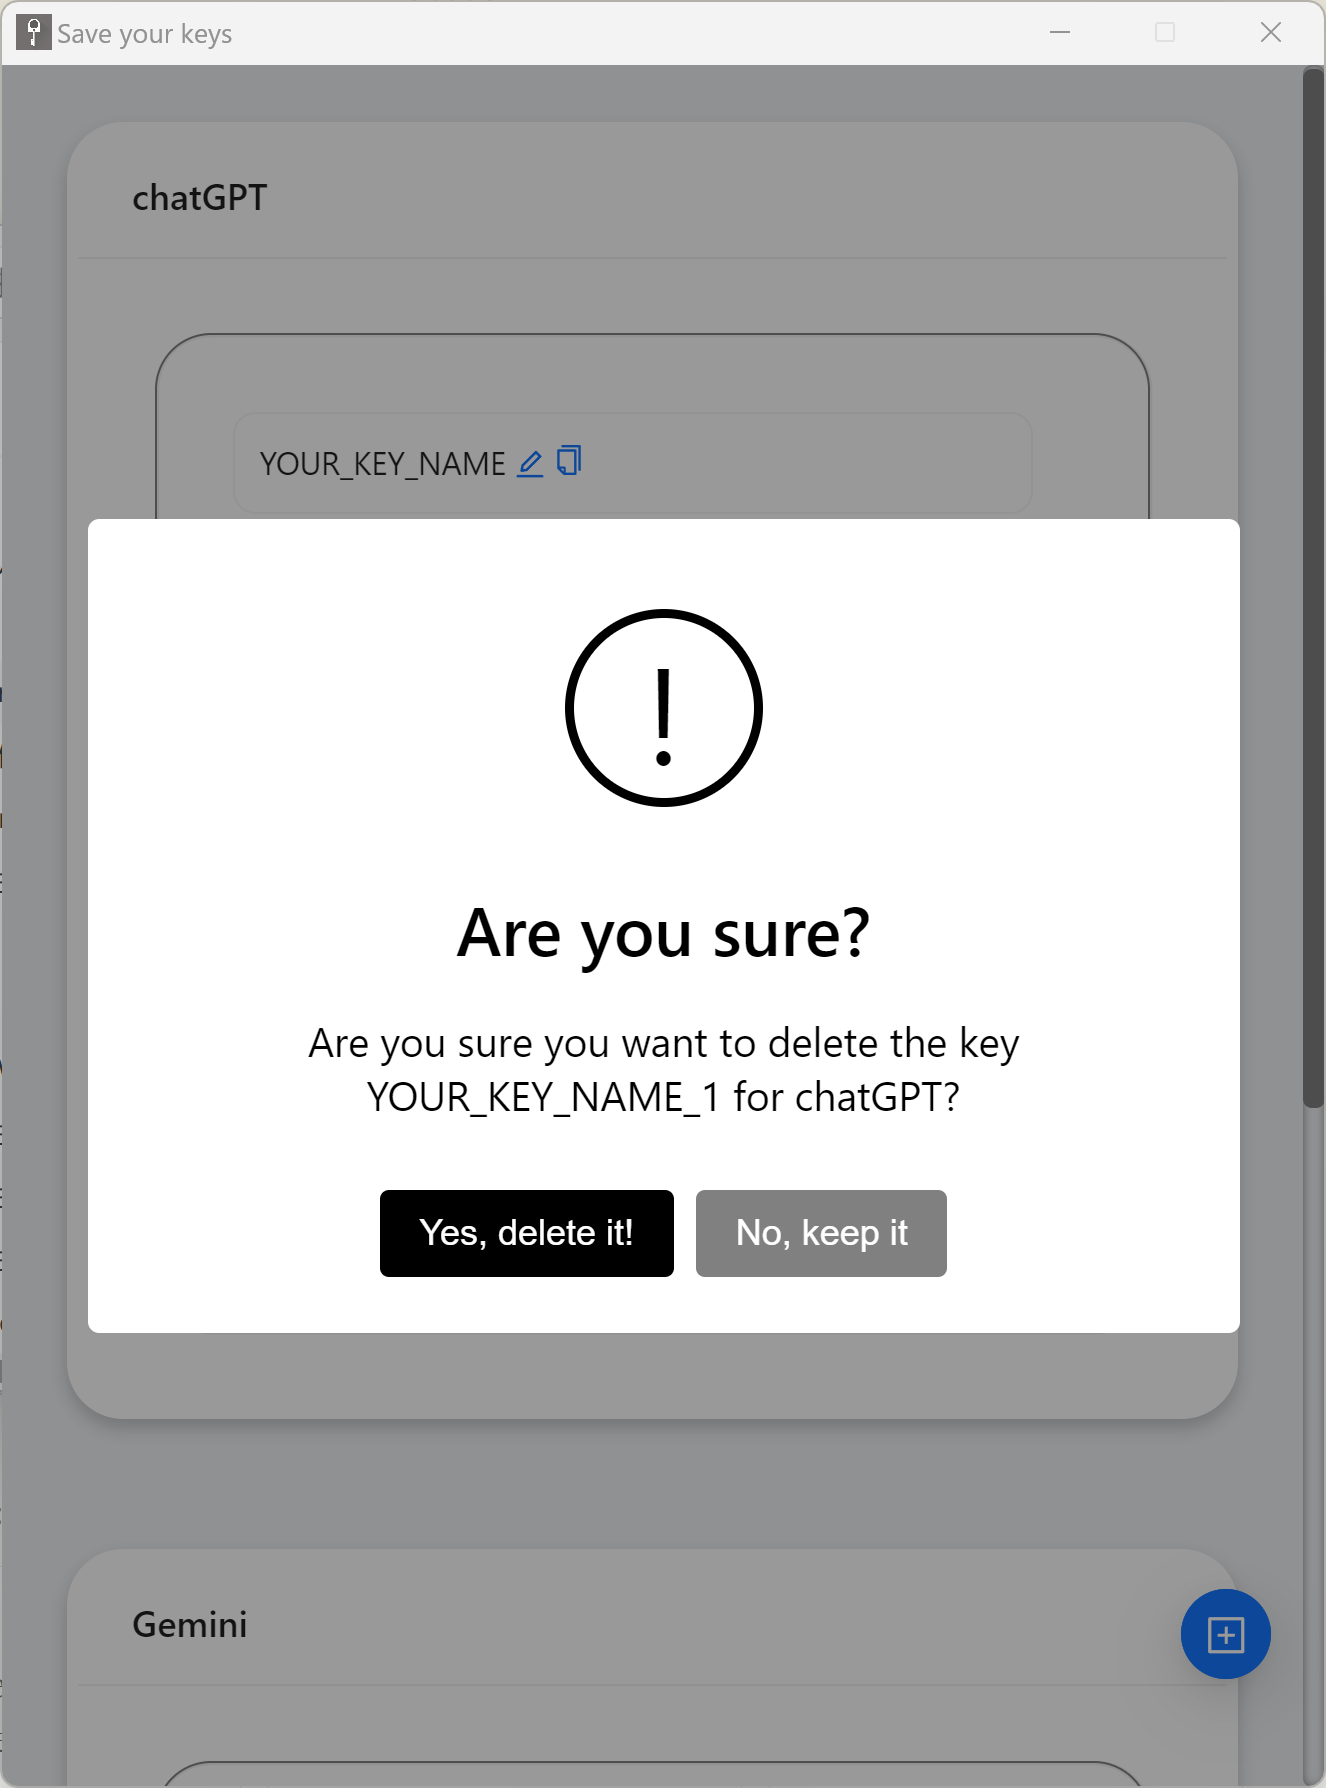 Save your keys
chatGPT
YOUR_KEY_NAME
!
Are you sure?
Are you sure you want to delete the key
YOUR_KEY_NAME_1 for chatGPT?
Yes, delete it!
No, keep it
Gemini